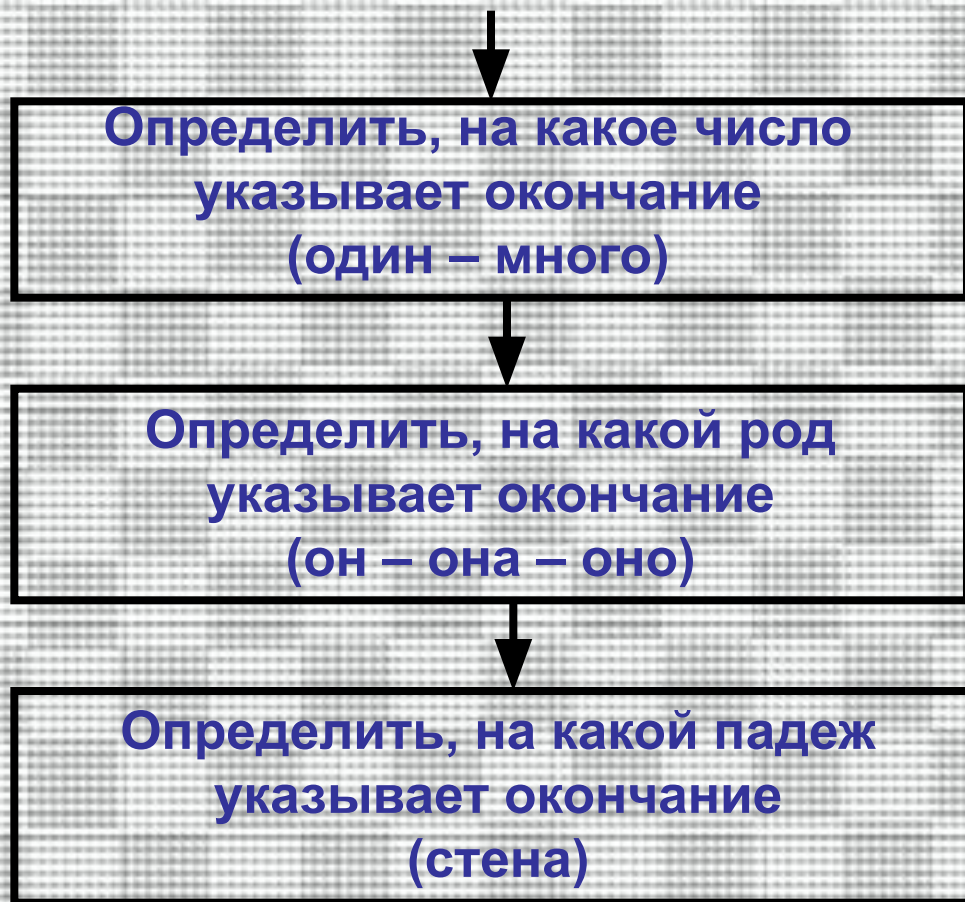 Определить, на какое число
указывает окончание
(один – много)
Определить, на какой род
указывает окончание
(он – она – оно)
Определить, на какой падеж
указывает окончание
(стена)